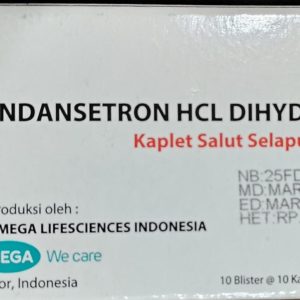 NDANSETRON HCL DIHYD
Kaplet Salut Selapu
NB:25FD
MD:MAR
ED:MAR
HET:RP
roduksi oleh :
MEGA LIFESCIENCES INDONESIA
EGA We care
or, Indonesia
10 Blister @ 10 Ka